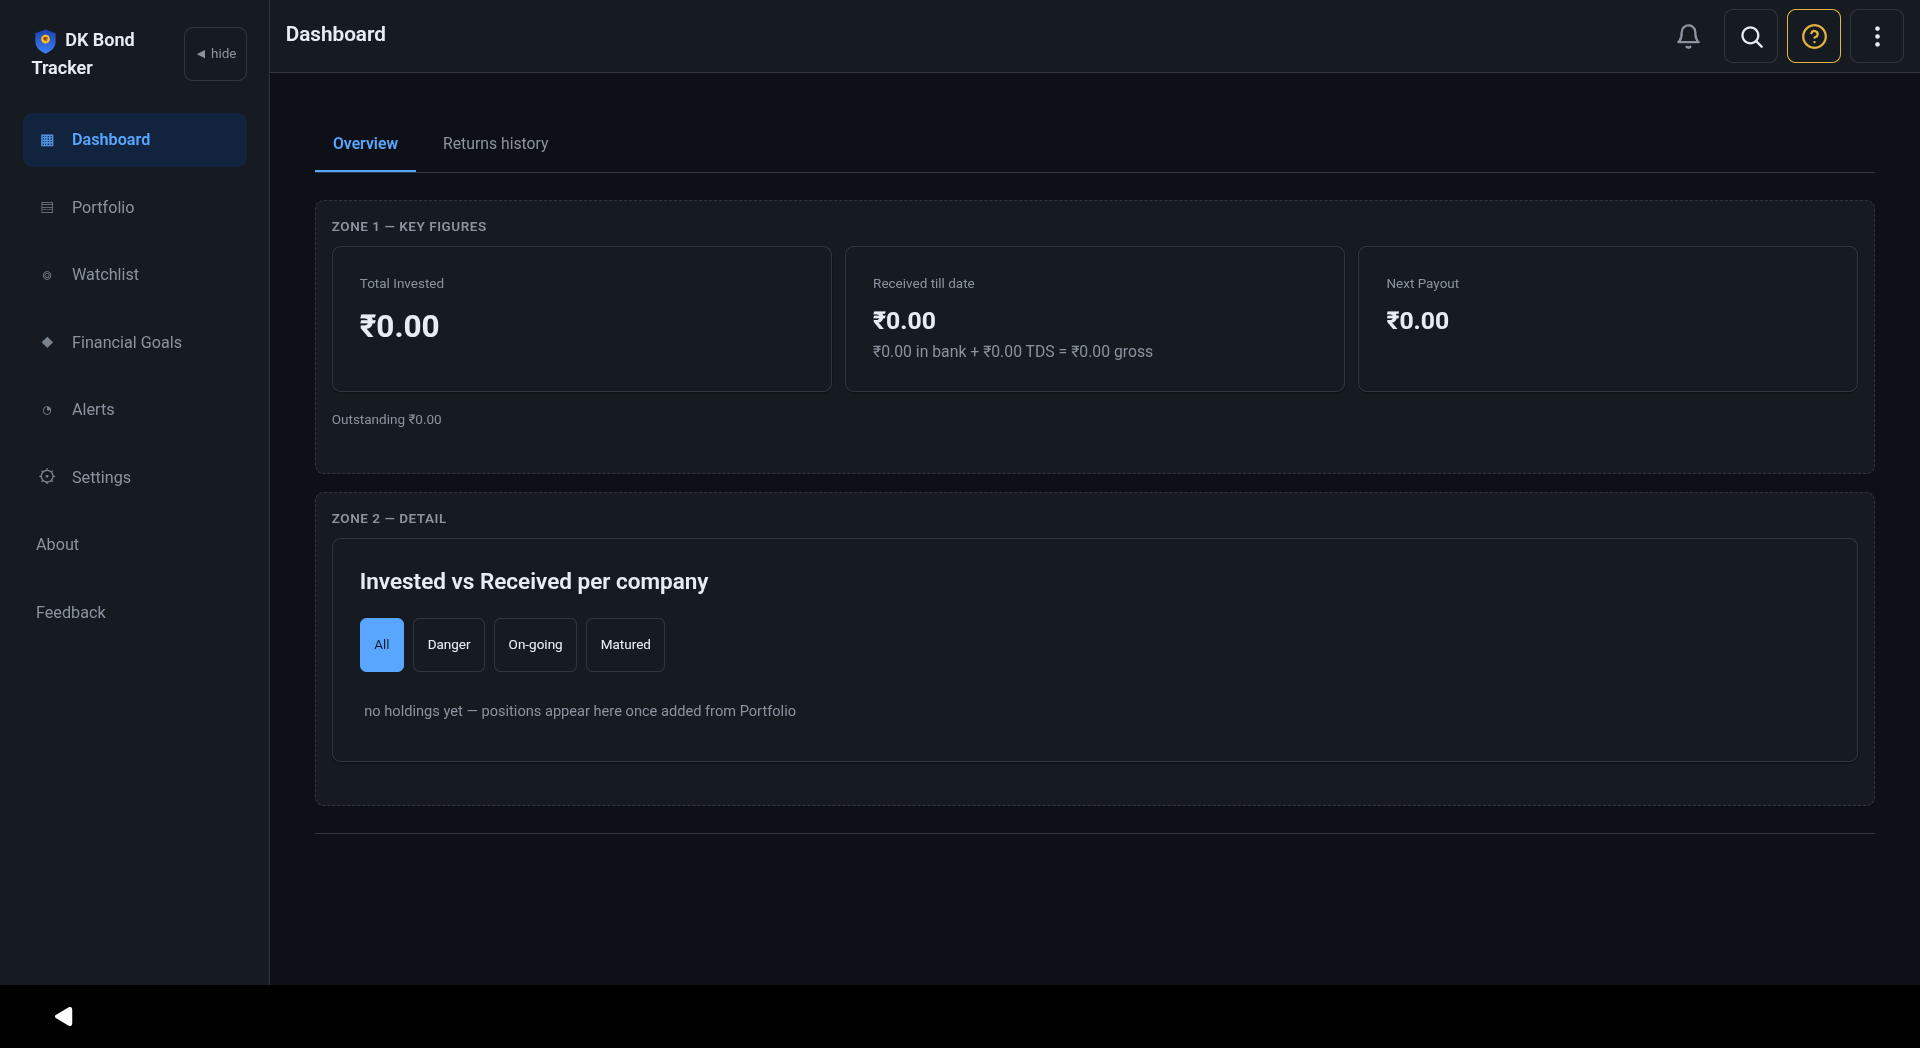 DK Bond
Tracker
◄ hide
Dashboard
Dashboard
Portfolio
Watchlist
Financial Goals
Alerts
Settings
About
Feedback
Overview
Returns history
ZONE 1 — KEY FIGURES
Total Invested
₹0.00
Received till date
₹0.00
₹0.00 in bank + ₹0.00 TDS = ₹0.00 gross
Next Payout
₹0.00
Outstanding ₹0.00
ZONE 2 — DETAIL
Invested vs Received per company
All
Danger
On-going
Matured
no holdings yet — positions appear here once added from Portfolio